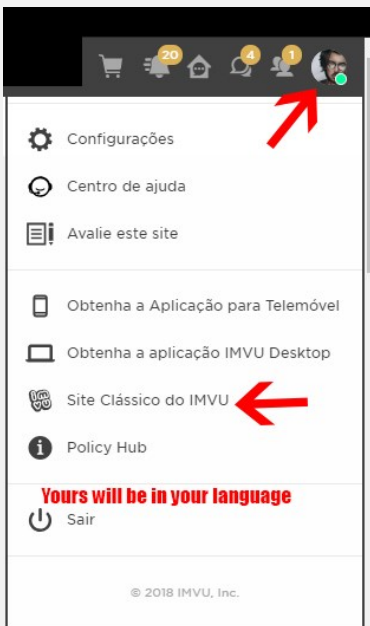 20
4
1
Configurações
Centro de ajuda
Avalie este site
Obtenha a Aplicação para Telemóvel
Obtenha a aplicação IMVU Desktop
Site Clássico do IMVU
Policy Hub
Yours will be in your language
Sair
© 2018 IMVU, Inc.